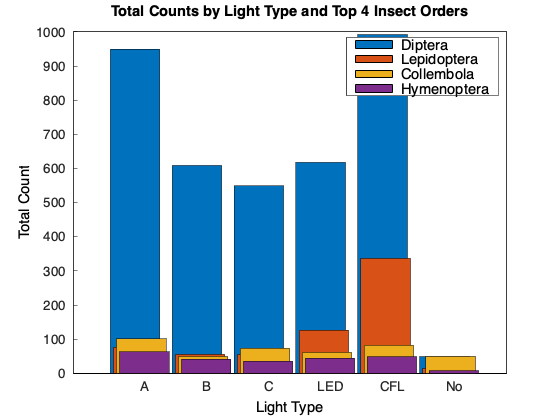 Total Counts by Light Type and Top 4 Insect Orders
1000
900
800
700
600
500
400
300
200
100
0
Total Count
Diptera
Lepidoptera
Collembola
Hymenoptera
A B C LED CFL No
Light Type